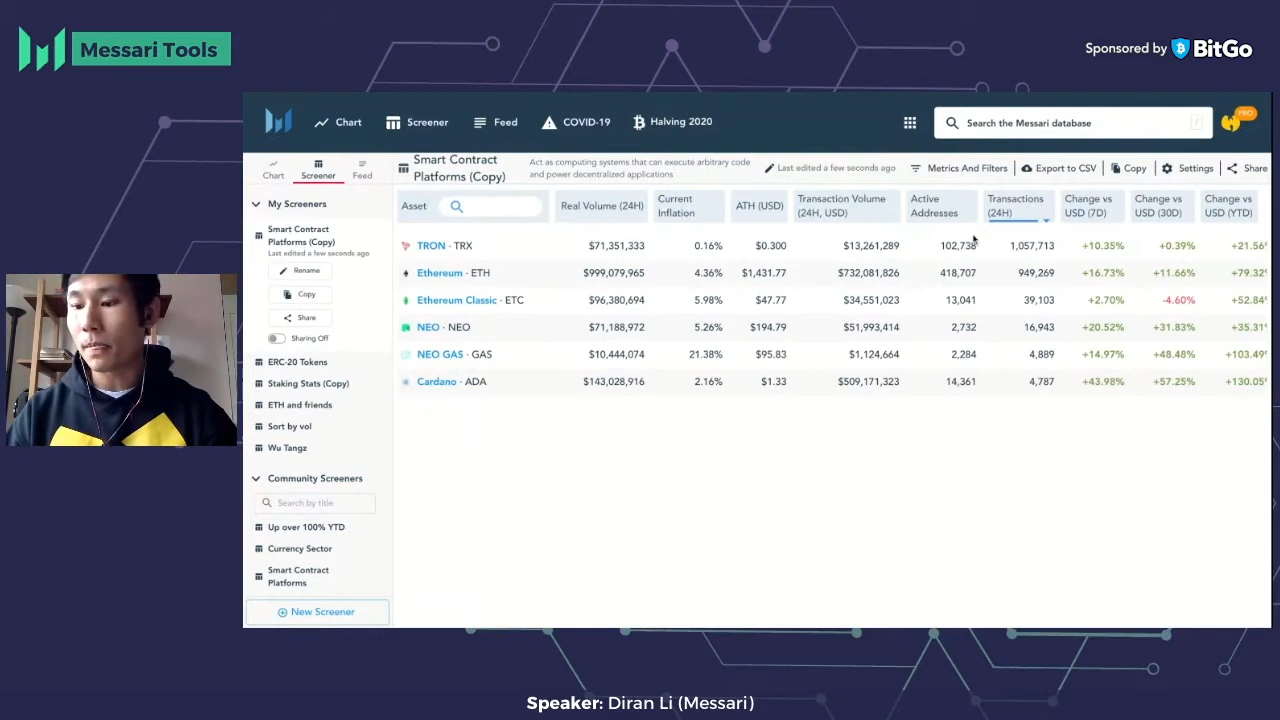 Messari Tools
Sponsored by BitGo
Chart
Screener
Feed
COVID-19
Halving 2020
Search the Messari database
/
PRO
Chart
Screener
Feed
Smart Contract
Platforms (Copy)
Act as computing systems that can execute arbitrary code
and power decentralized applications
Last edited a few seconds ago
Metrics And Filters
Export to CSV
Copy
Settings
Share
My Screeners
Smart Contract
Platforms (Copy)
Last edited a few seconds ago
Rename
Copy
Share
Sharing Off
ERC-20 Tokens
Staking Stats (Copy)
ETH and friends
Sort by vol
Wu Tangz
Community Screeners
Search by title
Up over 100% YTD
Currency Sector
Smart Contract
Platforms
New Screener
Asset
Real Volume (24H)
Current
Inflation
ATH (USD)
Transaction Volume
(24H, USD)
Active
Addresses
Transactions
(24H)
Change vs
USD (7D)
Change vs
USD (30D)
Change vs
USD (YTD)
TRON · TRX $71,351,333 0.16% $0.300 $13,261,289 102,738 1,057,713 +10.35% +0.39% +21.56
Ethereum · ETH $999,079,965 4.36% $1,431.77 $732,081,826 418,707 949,269 +16.73% +11.66% +79.32
Ethereum Classic · ETC $96,380,694 5.98% $47.77 $34,551,023 13,041 39,103 +2.70% -4.60% +52.84
NEO · NEO $71,188,972 5.26% $194.79 $51,993,414 2,732 16,943 +20.52% +31.83% +35.31
NEO GAS · GAS $10,444,074 21.38% $95.83 $1,124,664 2,284 4,889 +14.97% +48.48% +103.49
Cardano · ADA $143,028,916 2.16% $1.33 $509,171,323 14,361 4,787 +43.98% +57.25% +130.05
Speaker: Diran Li (Messari)